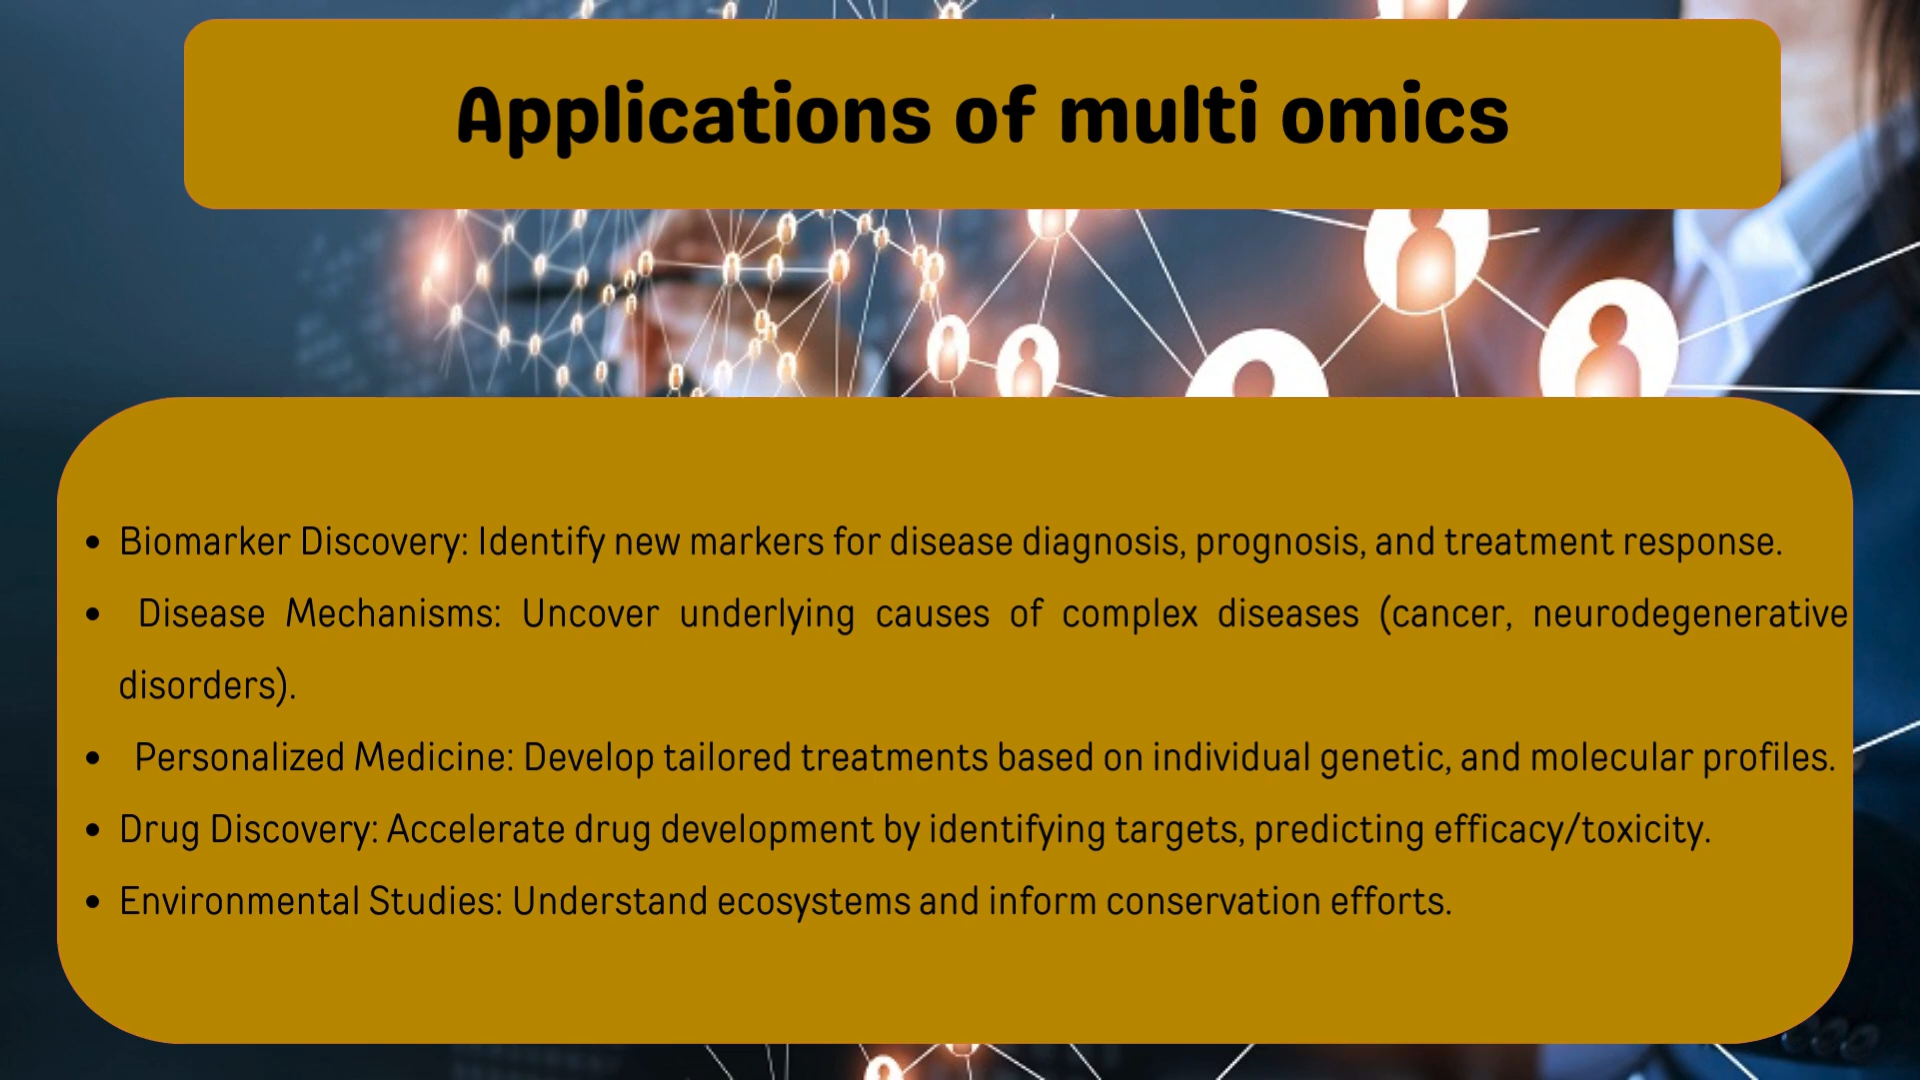 Applications of multi omics
• Biomarker Discovery: Identify new markers for disease diagnosis, prognosis, and treatment response.
• Disease Mechanisms: Uncover underlying causes of complex diseases (cancer, neurodegenerative
disorders).
• Personalized Medicine: Develop tailored treatments based on individual genetic, and molecular profiles.
• Drug Discovery: Accelerate drug development by identifying targets, predicting efficacy/toxicity.
• Environmental Studies: Understand ecosystems and inform conservation efforts.